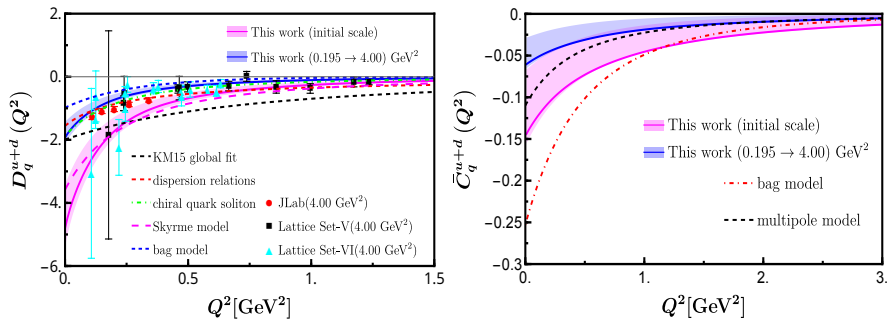 This work (initial scale)
This work (0.195 → 4.00) GeV²
0.
-2.
-4.
-6.
0.
0.5
1.
1.5
D_q^{u+d} (Q²)
Q²[GeV²]
KM15 global fit
dispersion relations
chiral quark soliton
Skyrme model
bag model
JLab(4.00 GeV²)
Lattice Set-V(4.00 GeV²)
Lattice Set-VI(4.00 GeV²)
0.
-0.05
-0.1
-0.15
-0.2
-0.25
-0.3
0.
1.
2.
3.
C̄_q^{u+d} (Q²)
Q²[GeV²]
This work (initial scale)
This work (0.195 → 4.00) GeV²
bag model
multipole model